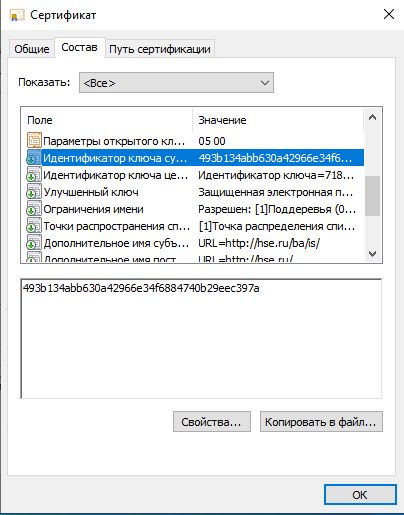 Сертификат
Общие Состав Путь сертификации
Показать: <Все>
Поле Значение
Параметры открытого кл... 05 00
Идентификатор ключа су... 493b134abb630a42966e34f6...
Идентификатор ключа це... Идентификатор ключа=718...
Улучшенный ключ Защищенная электронная п...
Ограничения имени Разрешен: [1]Поддеревья (0...
Точки распространения сп... [1]Точка распределения спи...
Дополнительное имя субъ... URL=http://hse.ru/ba/is/
Дополнительное имя пост... URL=http://hse.ru/
493b134abb630a42966e34f6884740b29eec397a
Свойства... Копировать в файл...
ОК